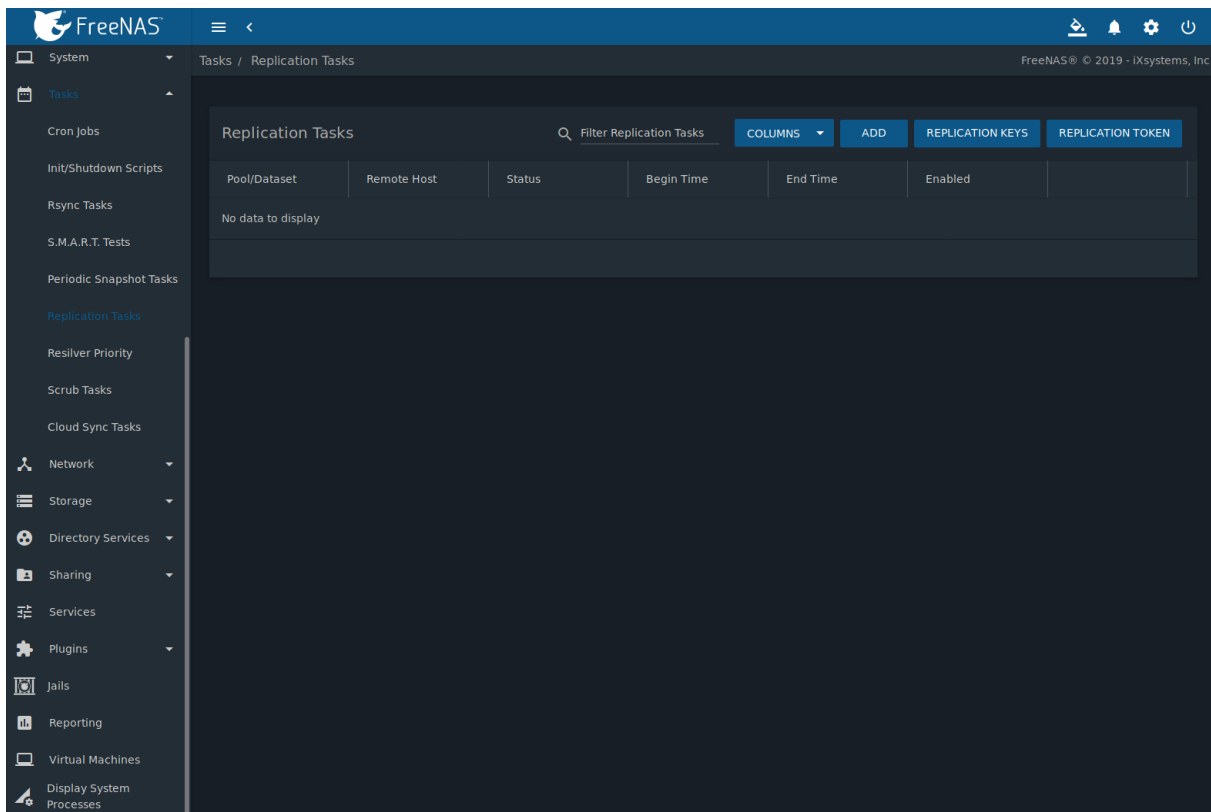 FreeNAS®
System
Tasks / Replication Tasks
FreeNAS® © 2019 - iXsystems, Inc
Tasks
Cron Jobs
Init/Shutdown Scripts
Rsync Tasks
S.M.A.R.T. Tests
Periodic Snapshot Tasks
Replication Tasks
Resilver Priority
Scrub Tasks
Cloud Sync Tasks
Network
Storage
Directory Services
Sharing
Services
Plugins
Jails
Reporting
Virtual Machines
Display System
Processes
Replication Tasks
Filter Replication Tasks
COLUMNS
ADD
REPLICATION KEYS
REPLICATION TOKEN
Pool/Dataset
Remote Host
Status
Begin Time
End Time
Enabled
No data to display